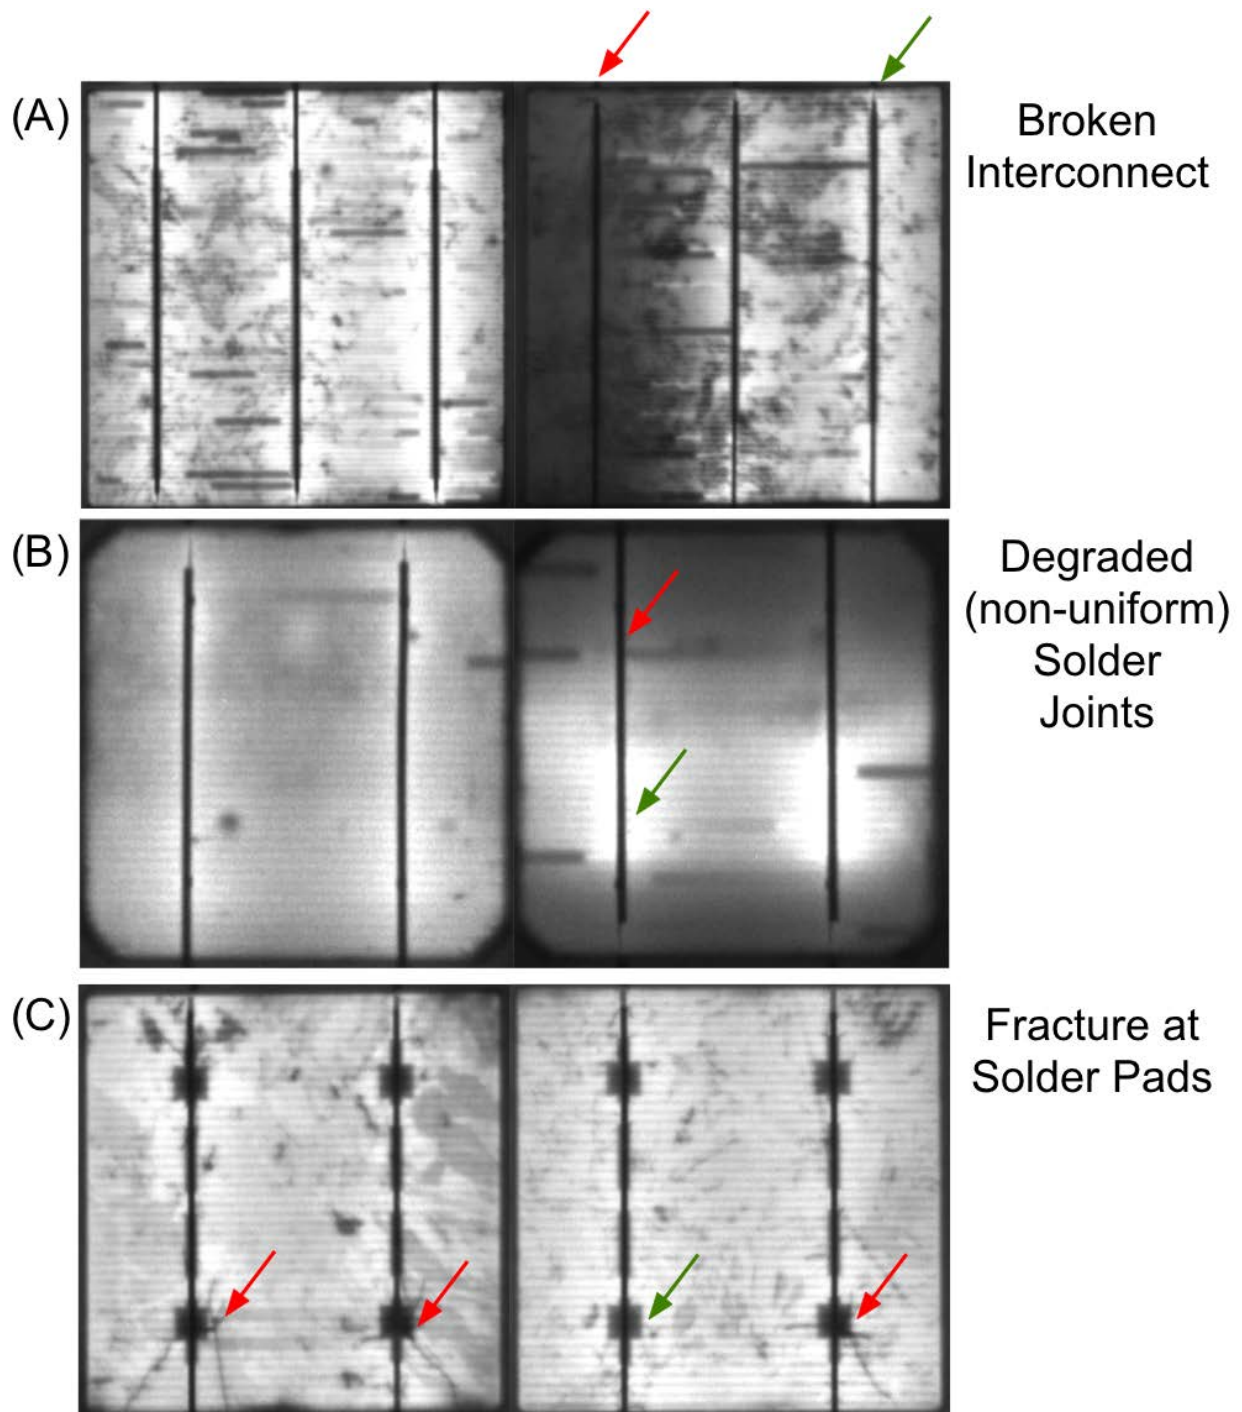 (A)
Broken
Interconnect
(B)
Degraded
(non-uniform)
Solder
Joints
(C)
Fracture at
Solder Pads